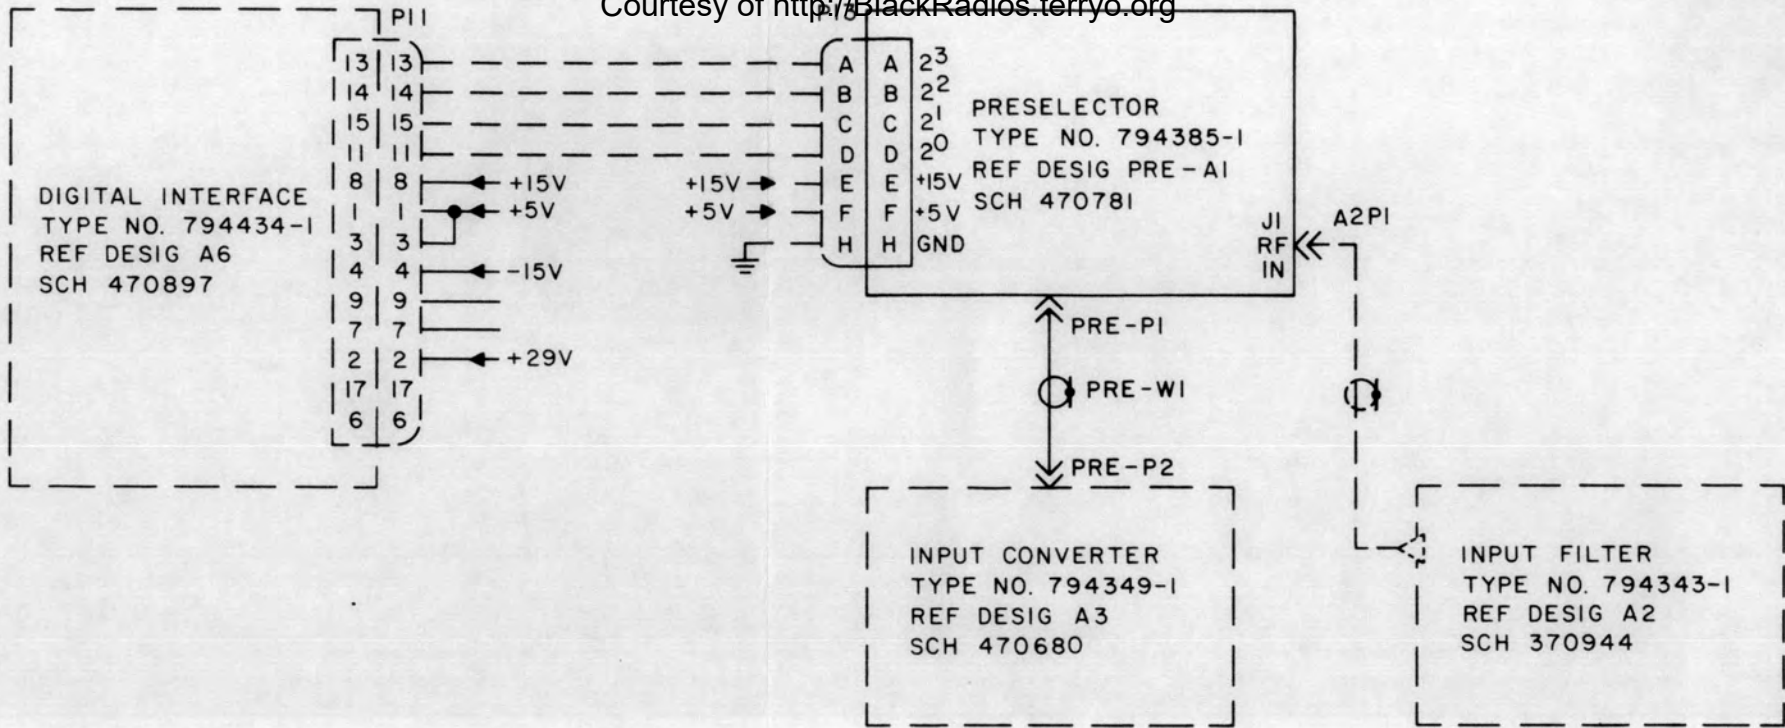 Courtesy of http://BlackRadios.terryo.org
P11
P13
13 13
14 14
15 15
11 11
8 8 +15V
1 1 +5V
3 3
4 4 -15V
9 9
7 7
2 2 +29V
17 17
6 6
DIGITAL INTERFACE
TYPE NO. 794434-1
REF DESIG A6
SCH 470897
A A 2³
B B 2²
C C 2¹
D D 2⁰
+15V E E +15V
+5V F F +5V
H H GND
PRESELECTOR
TYPE NO. 794385-1
REF DESIG PRE-A1
SCH 470781
J1
RF
IN
A2P1
PRE-P1
PRE-W1
PRE-P2
INPUT CONVERTER
TYPE NO. 794349-1
REF DESIG A3
SCH 470680
INPUT FILTER
TYPE NO. 794343-1
REF DESIG A2
SCH 370944